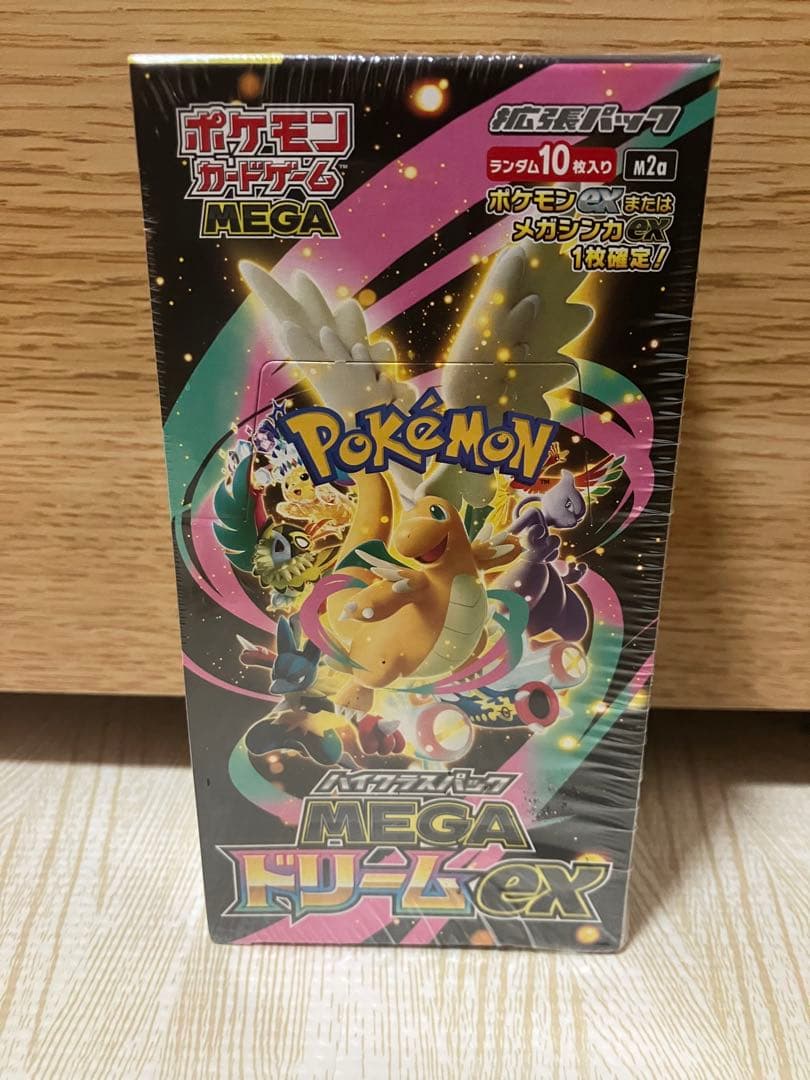 ポケモン
カードゲーム™
MEGA
拡張パック
ランダム10枚入り
M2a
ポケモンexまたは
メガシンカex
1枚確定!
POKéMON™
ハイクラスパック
MEGA
ドリームex